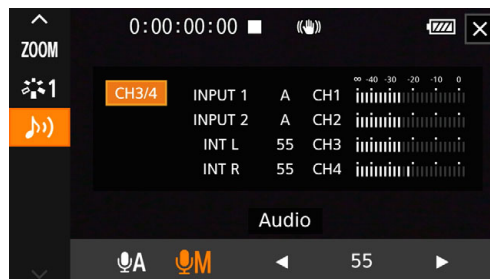 0:00:00:00
ZOOM
1
∞ -40 -30 -20 -10 0
CH3/4 INPUT 1 A CH1
INPUT 2 A CH2
INT L 55 CH3
INT R 55 CH4
Audio
A M 55